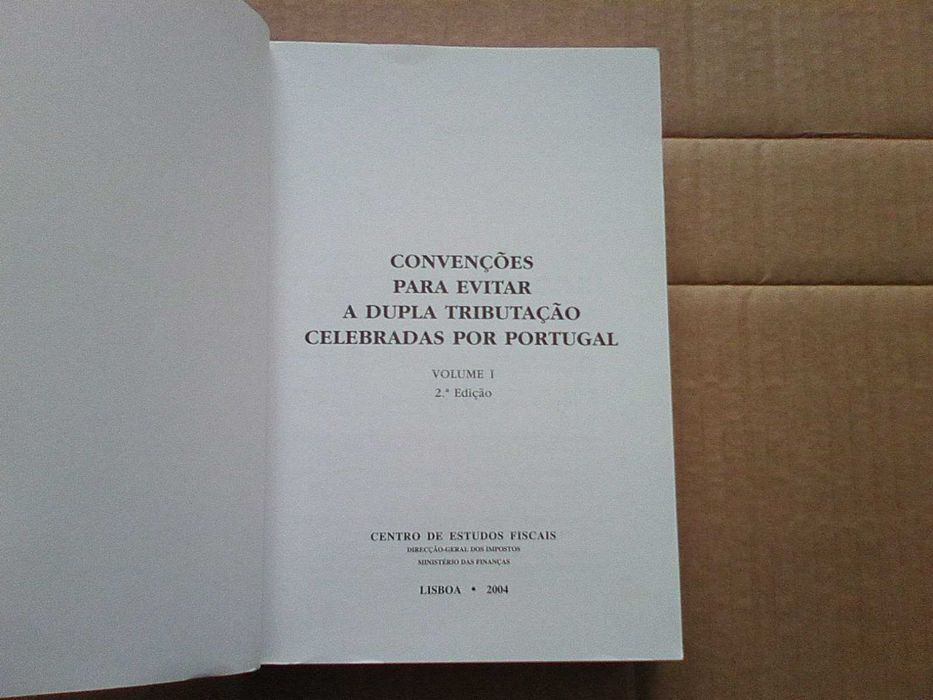 CONVENÇÕES
PARA EVITAR
A DUPLA TRIBUTAÇÃO
CELEBRADAS POR PORTUGAL
VOLUME I
2.ª Edição
CENTRO DE ESTUDOS FISCAIS
DIRECÇÃO-GERAL DOS IMPOSTOS
MINISTÉRIO DAS FINANÇAS
LISBOA • 2004